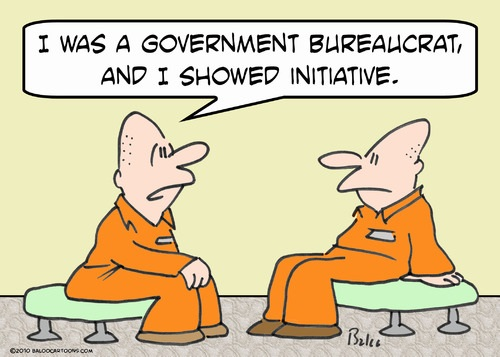 I WAS A GOVERNMENT BUREAUCRAT,
AND I SHOWED INITIATIVE.
Baloo
©2010 BALOOCARTOONS.COM